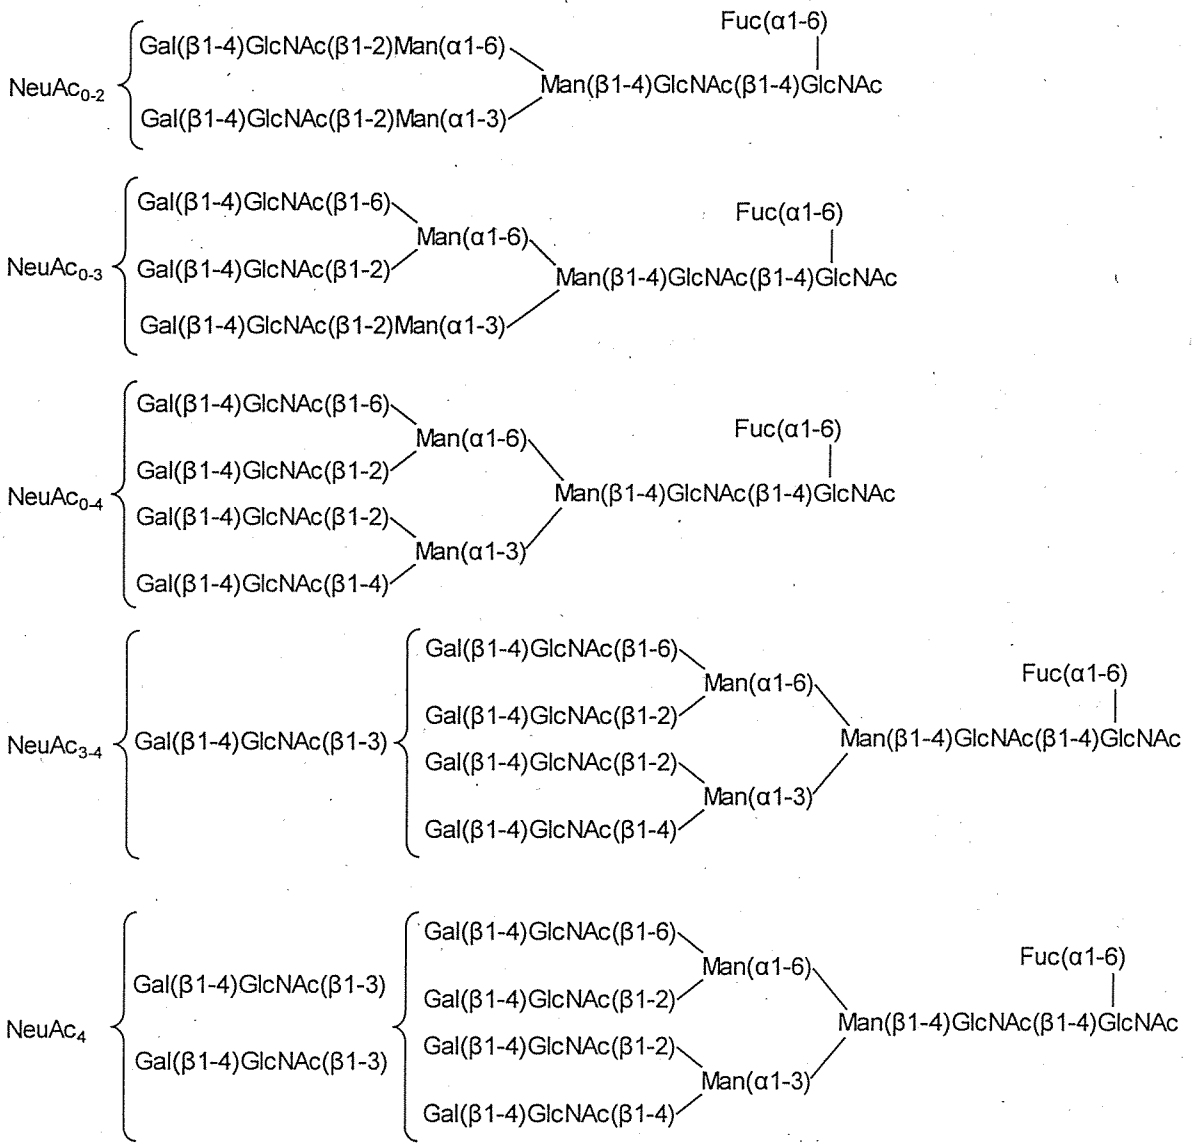 Fuc(α1-6)
Gal(β1-4)GlcNAc(β1-2)Man(α1-6)
NeuAc0-2
Man(β1-4)GlcNAc(β1-4)GlcNAc
Gal(β1-4)GlcNAc(β1-2)Man(α1-3)
Gal(β1-4)GlcNAc(β1-6)
Fuc(α1-6)
Man(α1-6)
NeuAc0-3
Gal(β1-4)GlcNAc(β1-2)
Man(β1-4)GlcNAc(β1-4)GlcNAc
Gal(β1-4)GlcNAc(β1-2)Man(α1-3)
Gal(β1-4)GlcNAc(β1-6)
Fuc(α1-6)
Man(α1-6)
Gal(β1-4)GlcNAc(β1-2)
NeuAc0-4
Man(β1-4)GlcNAc(β1-4)GlcNAc
Gal(β1-4)GlcNAc(β1-2)
Man(α1-3)
Gal(β1-4)GlcNAc(β1-4)
Gal(β1-4)GlcNAc(β1-6)
Fuc(α1-6)
Man(α1-6)
Gal(β1-4)GlcNAc(β1-2)
NeuAc3-4
Gal(β1-4)GlcNAc(β1-3)
Man(β1-4)GlcNAc(β1-4)GlcNAc
Gal(β1-4)GlcNAc(β1-2)
Man(α1-3)
Gal(β1-4)GlcNAc(β1-4)
Gal(β1-4)GlcNAc(β1-6)
Fuc(α1-6)
Man(α1-6)
Gal(β1-4)GlcNAc(β1-3)
Gal(β1-4)GlcNAc(β1-2)
NeuAc4
Man(β1-4)GlcNAc(β1-4)GlcNAc
Gal(β1-4)GlcNAc(β1-3)
Gal(β1-4)GlcNAc(β1-2)
Man(α1-3)
Gal(β1-4)GlcNAc(β1-4)